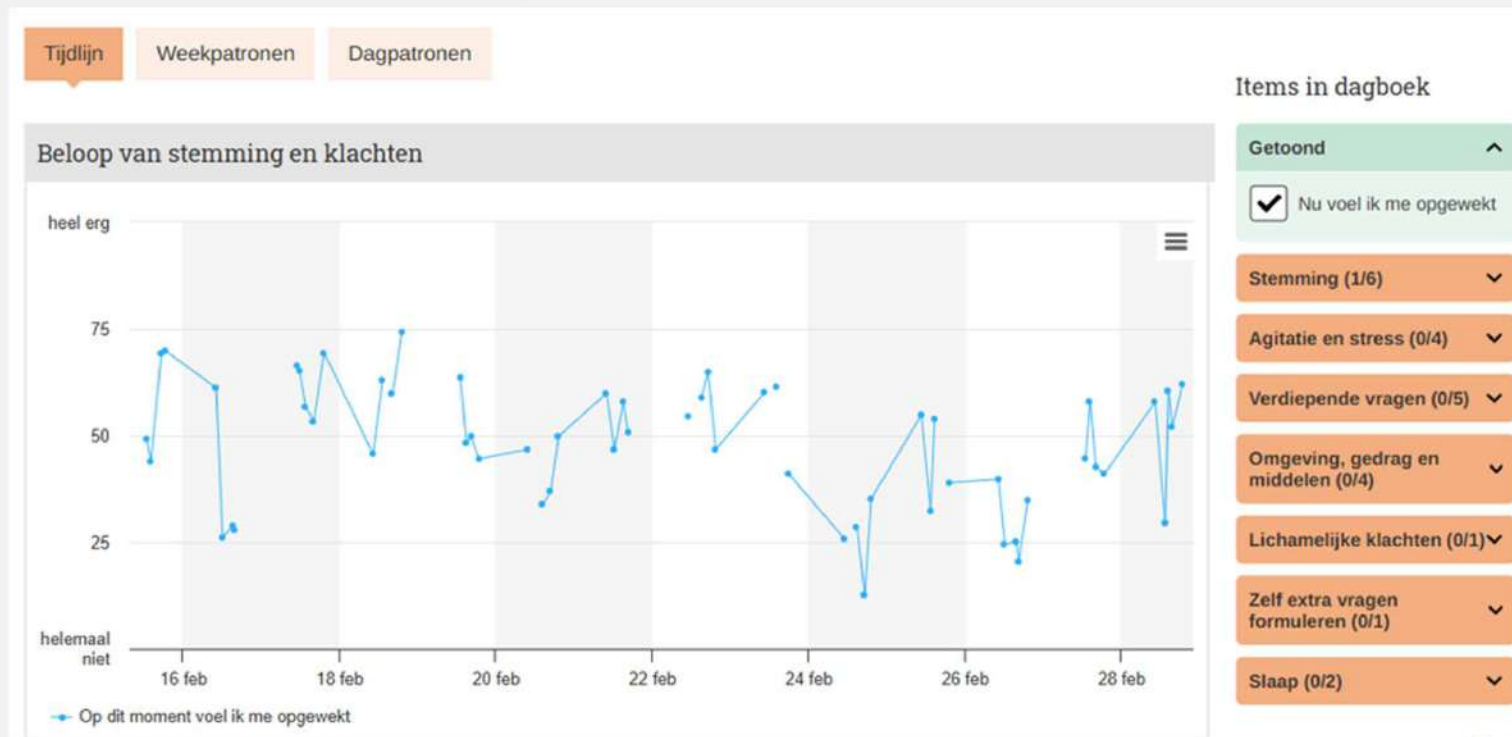 Tijdlijn
Weekpatronen
Dagpatronen
Beloop van stemming en klachten
heel erg
75
50
25
helemaal
niet
16 feb
18 feb
20 feb
22 feb
24 feb
26 feb
28 feb
Op dit moment voel ik me opgewekt
Items in dagboek
Getoond
Nu voel ik me opgewekt
Stemming (1/6)
Agitatie en stress (0/4)
Verdiepende vragen (0/5)
Omgeving, gedrag en
middelen (0/4)
Lichamelijke klachten (0/1)
Zelf extra vragen
formuleren (0/1)
Slaap (0/2)